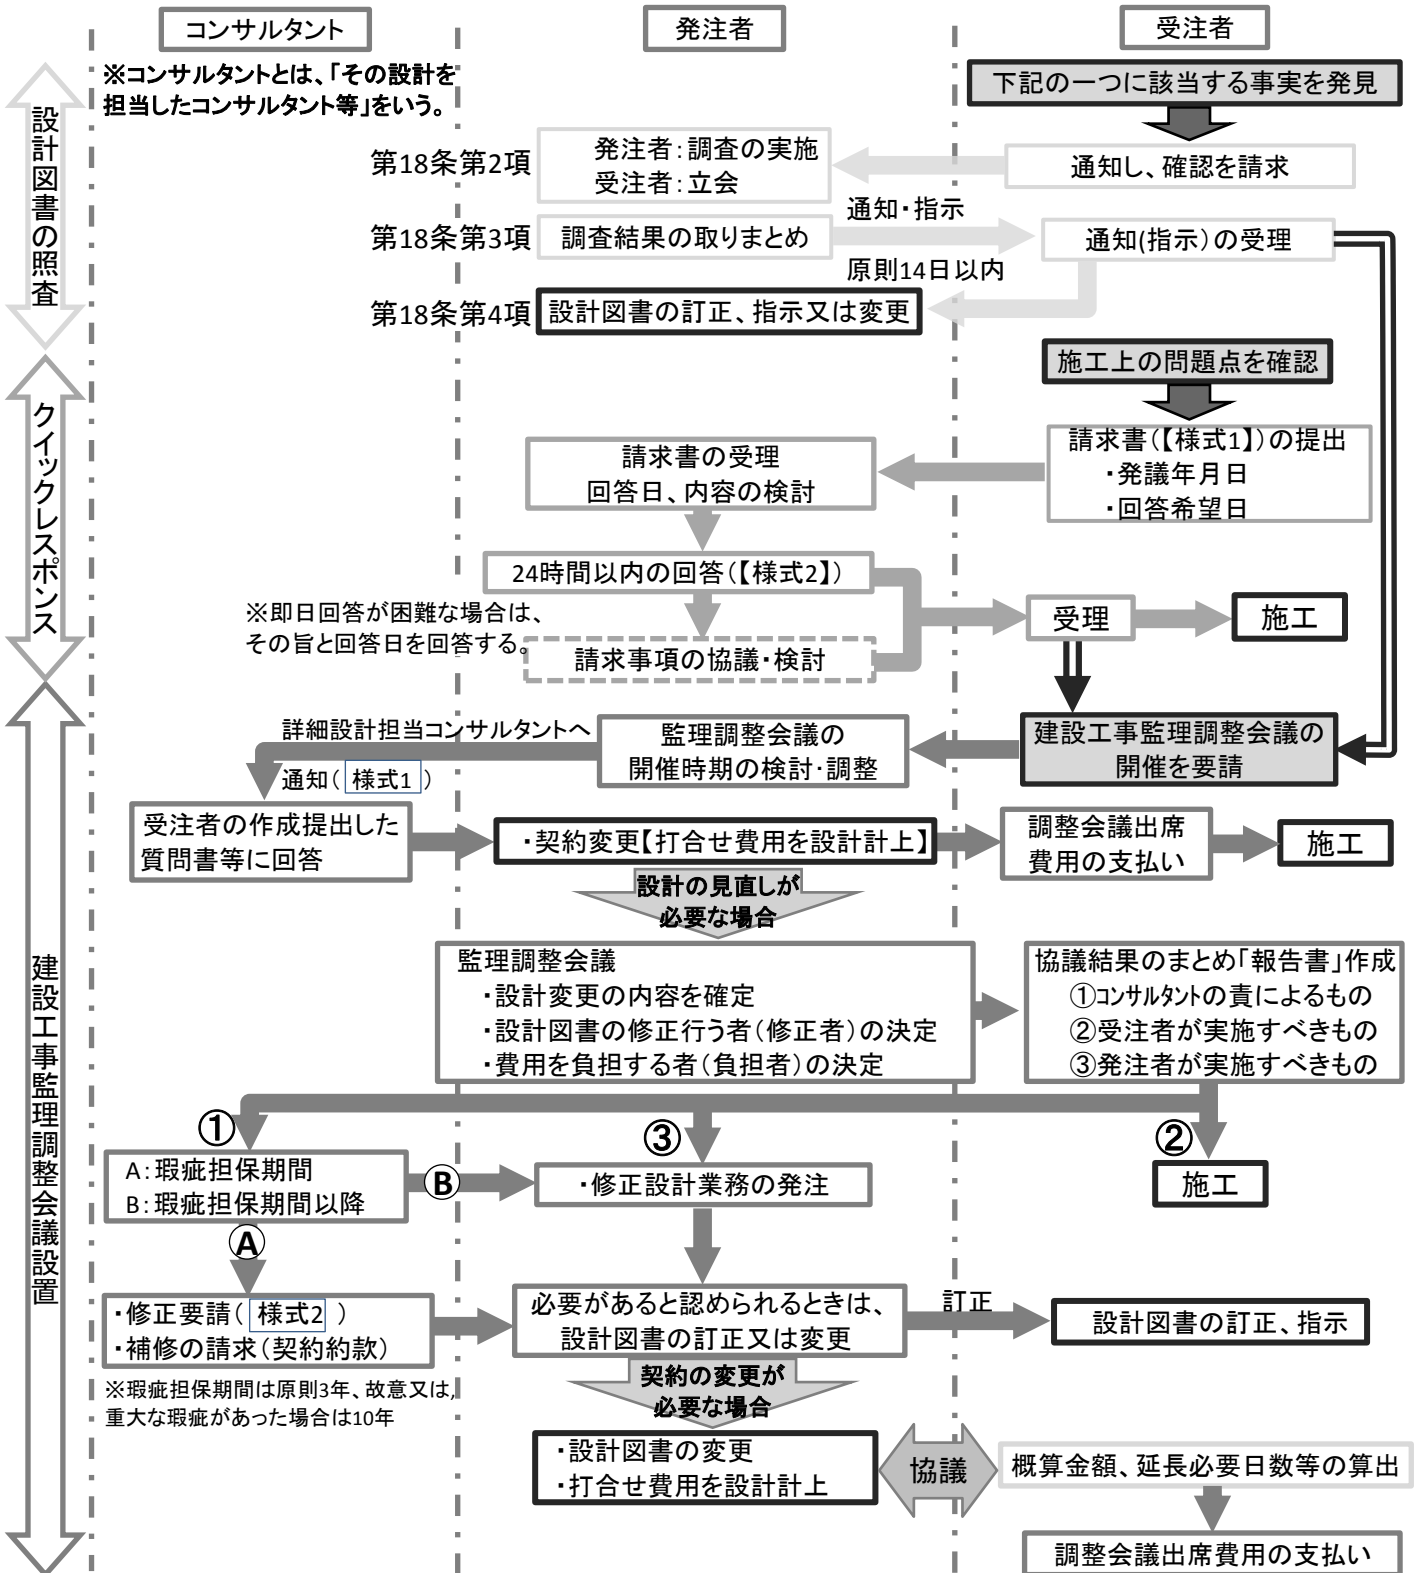 コンサルタント
発注者
受注者
※コンサルタントとは、「その設計を
担当したコンサルタント等」をいう。
下記の一つに該当する事実を発見
設計図書の照査
第18条第2項
発注者：調査の実施
受注者：立会
通知し、確認を請求
通知・指示
第18条第3項
調査結果の取りまとめ
通知(指示）の受理
原則14日以内
第18条第4項
設計図書の訂正、指示又は変更
クイックレスポンス
施工上の問題点を確認
請求書（【様式1】）の提出
・発議年月日
・回答希望日
請求書の受理
回答日、内容の検討
24時間以内の回答（【様式2】）
※即日回答が困難な場合は、
その旨と回答日を回答する。
請求事項の協議・検討
受理
施工
建設工事監理調整会議設置
詳細設計担当コンサルタントへ
通知（ 様式1 ）
監理調整会議の
開催時期の検討・調整
建設工事監理調整会議の
開催を要請
受注者の作成提出した
質問書等に回答
・契約変更【打合せ費用を設計計上】
調整会議出席
費用の支払い
施工
設計の見直しが
必要な場合
監理調整会議
・設計変更の内容を確定
・設計図書の修正行う者（修正者）の決定
・費用を負担する者（負担者）の決定
協議結果のまとめ「報告書」作成
①コンサルタントの責によるもの
②受注者が実施すべきもの
③発注者が実施すべきもの
①
③
②
A：瑕疵担保期間
B：瑕疵担保期間以降
Ⓑ
・修正設計業務の発注
施工
Ⓐ
・修正要請（ 様式2 ）
・補修の請求（契約約款）
必要があると認められるときは、
設計図書の訂正又は変更
訂正
設計図書の訂正、指示
※瑕疵担保期間は原則3年、故意又は,
重大な瑕疵があった場合は10年
契約の変更が
必要な場合
・設計図書の変更
・打合せ費用を設計計上
協議
概算金額、延長必要日数等の算出
調整会議出席費用の支払い